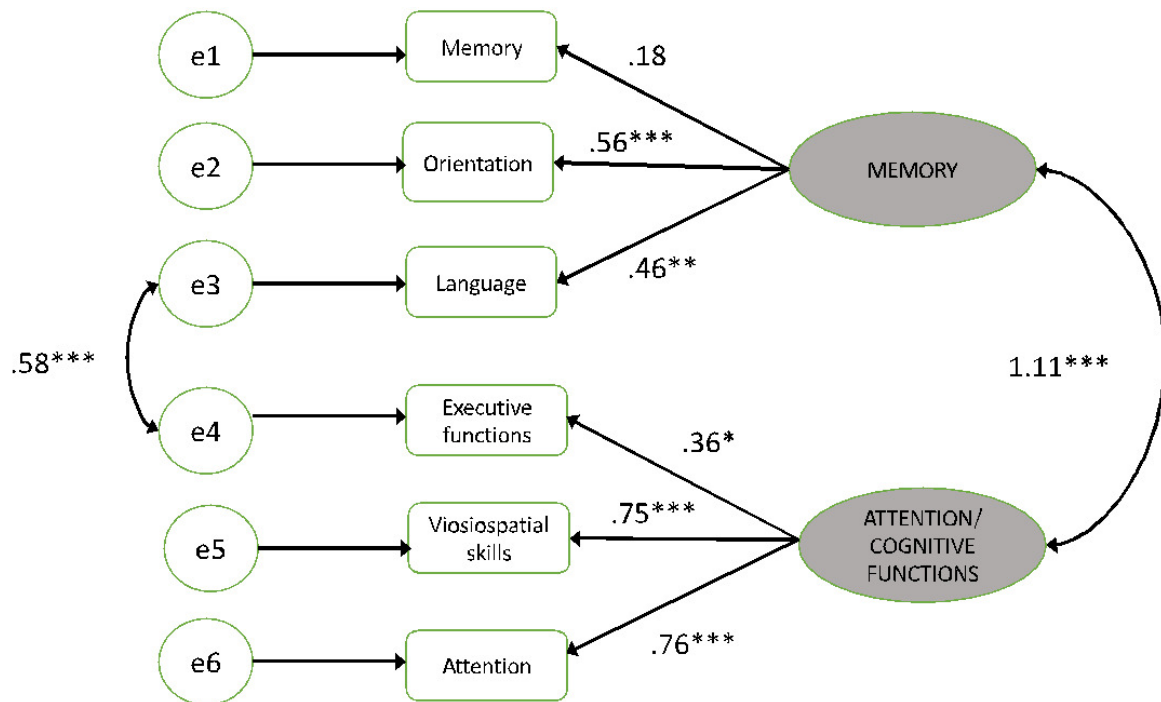 e1
Memory
.18
e2
Orientation
.56***
MEMORY
e3
Language
.46**
.58***
1.11***
e4
Executive
functions
.36*
e5
Viosiospatial
skills
.75***
ATTENTION/
COGNITIVE
FUNCTIONS
e6
Attention
.76***